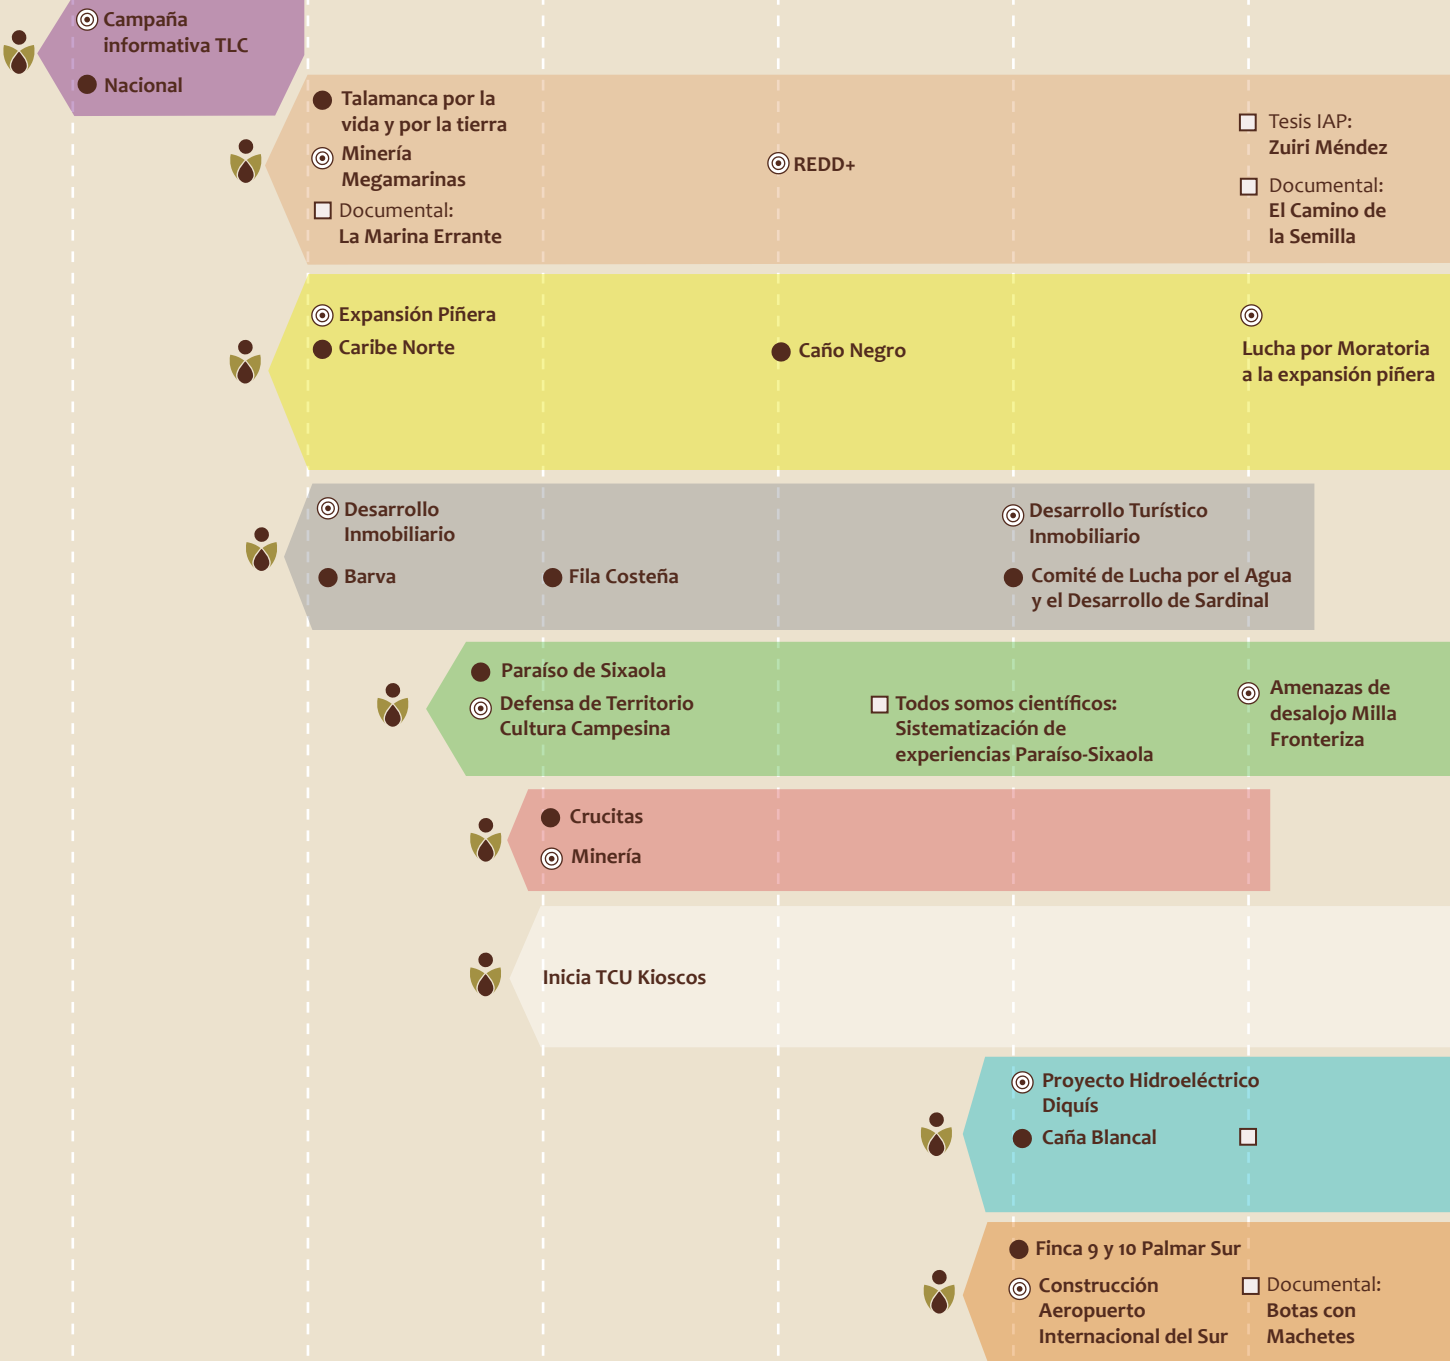 Campaña
informativa TLC
Nacional
Talamanca por la
vida y por la tierra
Minería
Megamarinas
Documental:
La Marina Errante
REDD+
Tesis IAP:
Zuiri Méndez
Documental:
El Camino de
la Semilla
Expansión Piñera
Caribe Norte
Caño Negro
Lucha por Moratoria
a la expansión piñera
Desarrollo
Inmobiliario
Barva
Fila Costeña
Desarrollo Turístico
Inmobiliario
Comité de Lucha por el Agua
y el Desarrollo de Sardinal
Paraíso de Sixaola
Defensa de Territorio
Cultura Campesina
Todos somos científicos:
Sistematización de
experiencias Paraíso-Sixaola
Amenazas de
desalojo Milla
Fronteriza
Crucitas
Minería
Inicia TCU Kioscos
Proyecto Hidroeléctrico
Diquís
Caña Blancal
Finca 9 y 10 Palmar Sur
Construcción
Aeropuerto
Internacional del Sur
Documental:
Botas con
Machetes